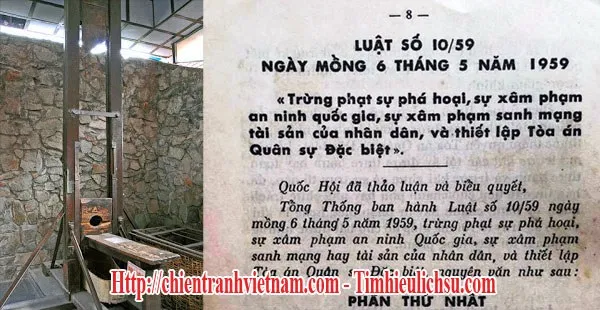 — 8 —
LUẬT SỐ 10/59
NGÀY MỒNG 6 THÁNG 5 NĂM 1959
«Trừng phạt sự phá hoại, sự xâm phạm
an ninh quốc gia, sự xâm phạm sanh mạng
tài sản của nhân dân, và thiết lập Tòa án
Quân sự Đặc biệt».
Quốc Hội đã thảo luận và biểu quyết,
Tổng Thống ban hành Luật số 10/59 ngày
mồng 6 tháng 5 năm 1959, trừng phạt sự phá hoại,
sự xâm phạm an ninh Quốc gia, sự xâm phạm
sanh mạng hay tài sản của nhân dân, và thiết lập
Tòa án Quân sự Đặc biệt, nguyên văn như sau :
PHẦN THỨ NHẤT
Http://chientranhvietnam.com - Timhieulichsu.com